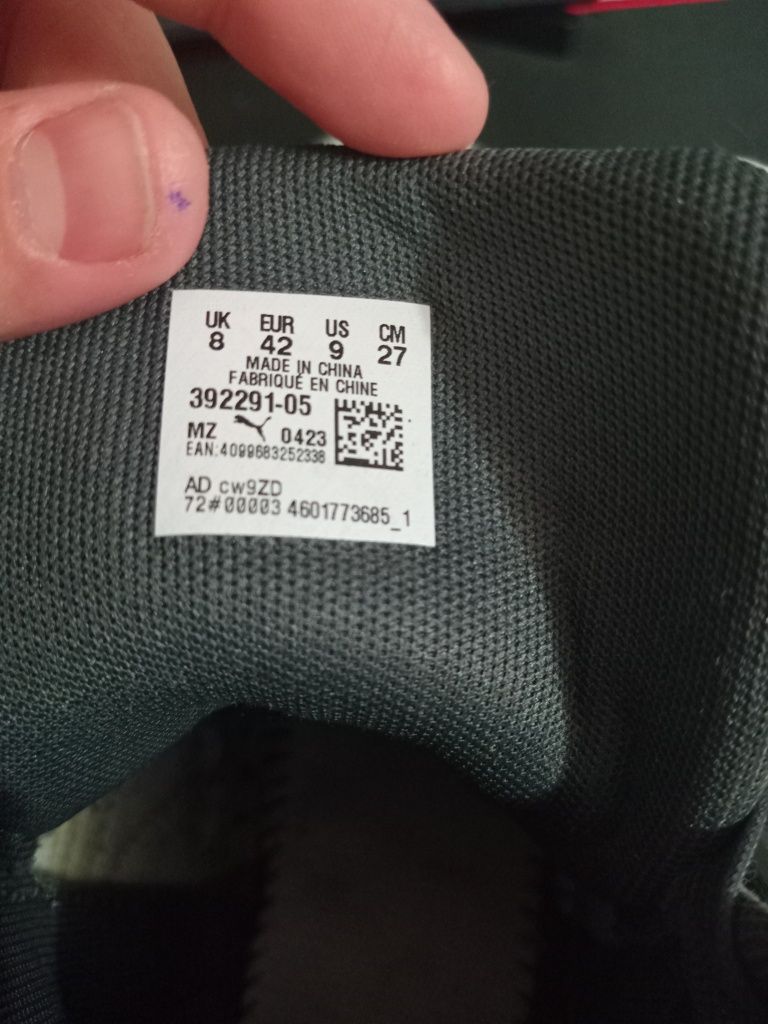 UK EUR US CM
8 42 9 27
MADE IN CHINA
FABRIQUÉ EN CHINE
392291-05
MZ 0423
EAN:4099683252338
AD cw9ZD
72#00003 4601773685_1